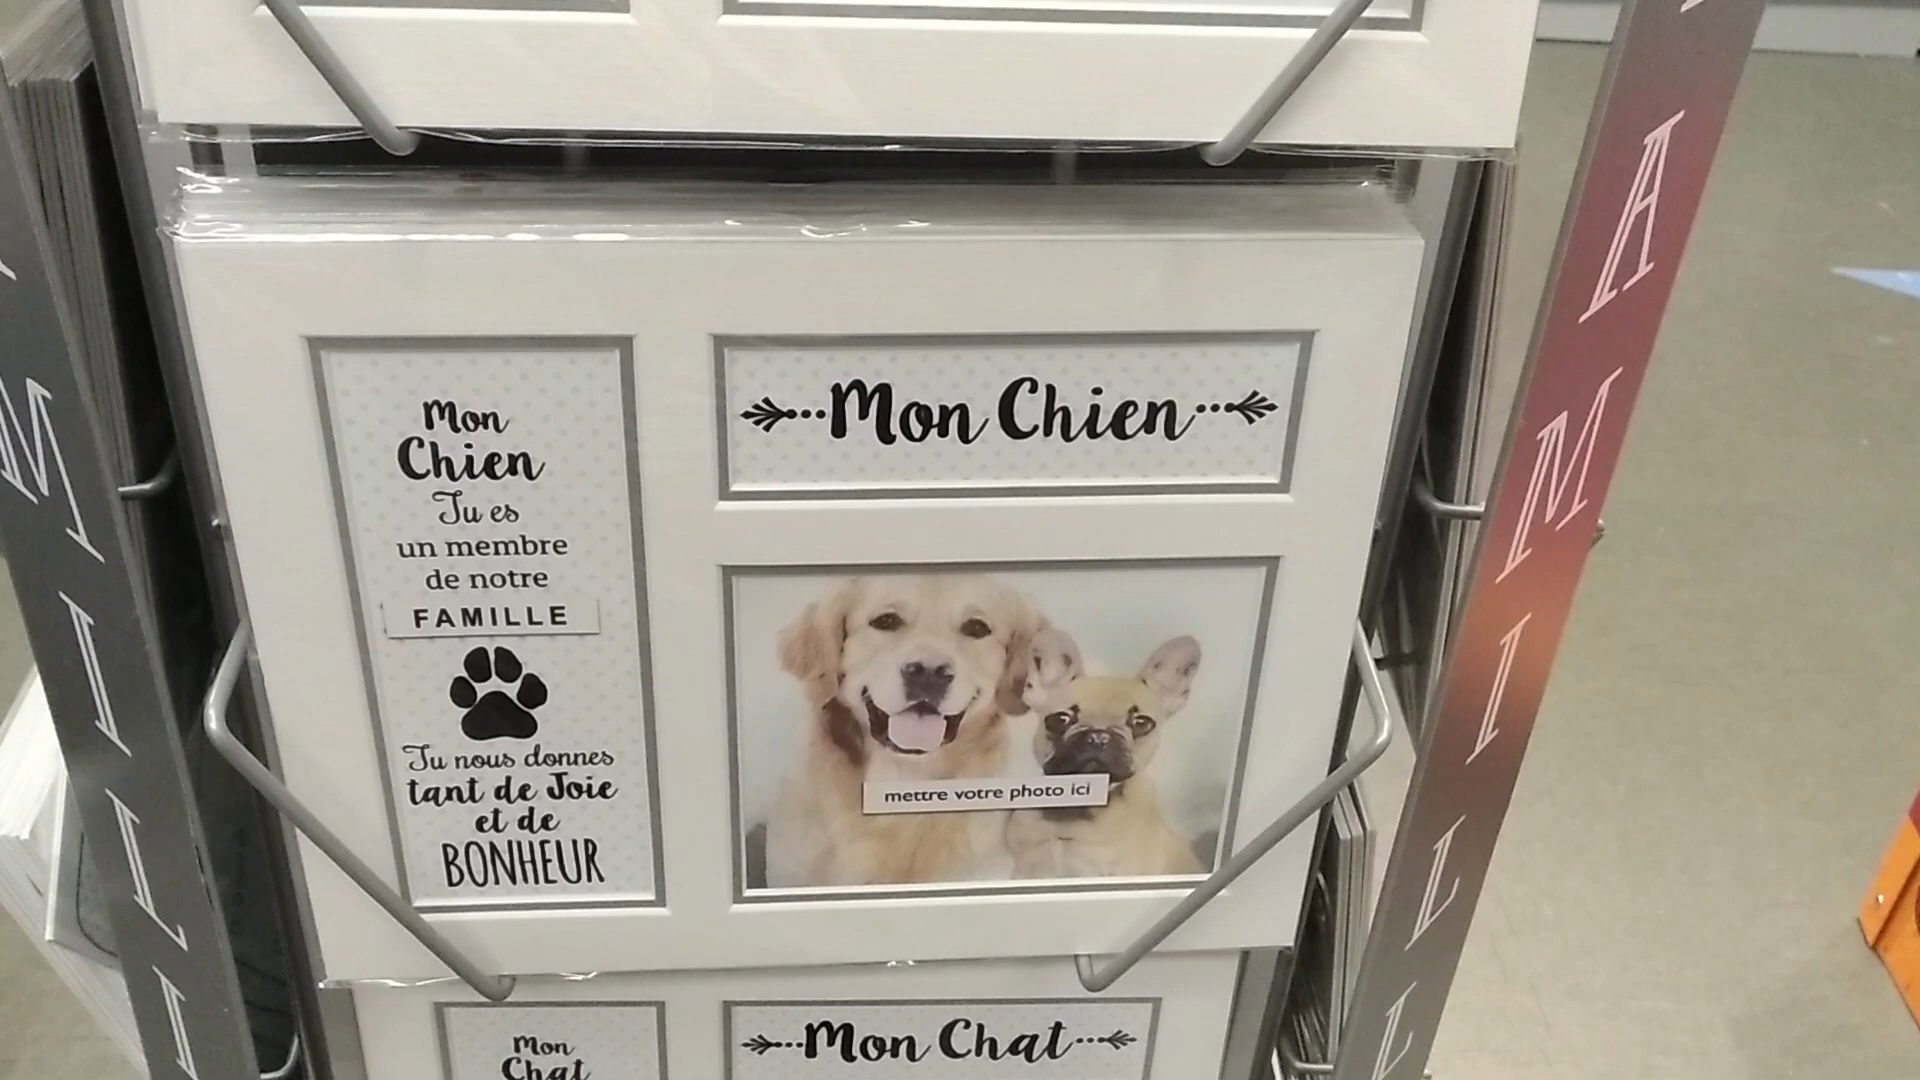 Mon
Chien
Tu es
un membre
de notre
FAMILLE
Tu nous donnes
tant de Joie
et de
BONHEUR
Mon Chien
mettre votre photo ici
Mon
Chat
Mon Chat
AMILL